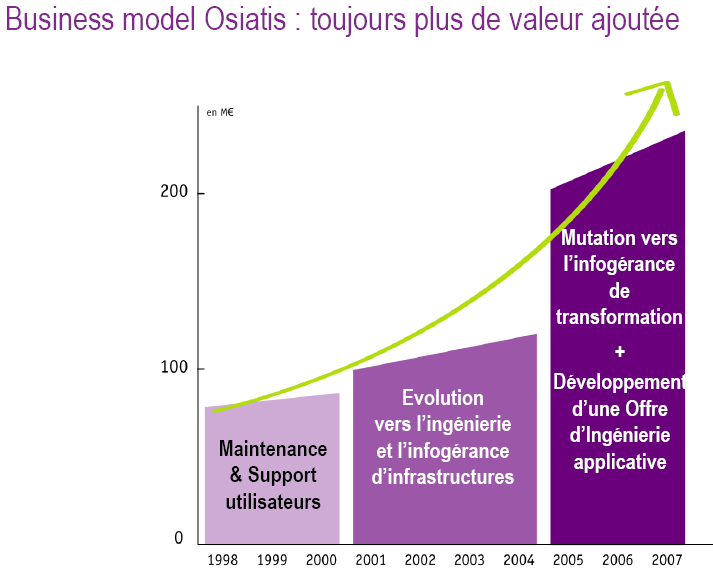 Business model Osiatis : toujours plus de valeur ajoutée
en M€
200
100
0
Maintenance
& Support
utilisateurs
Evolution
vers l'ingénierie
et l'infogérance
d'infrastructures
Mutation vers
l'infogérance
de
transformation
+
Développement
d'une Offre
d'Ingénierie
applicative
1998 1999 2000 2001 2002 2003 2004 2005 2006 2007